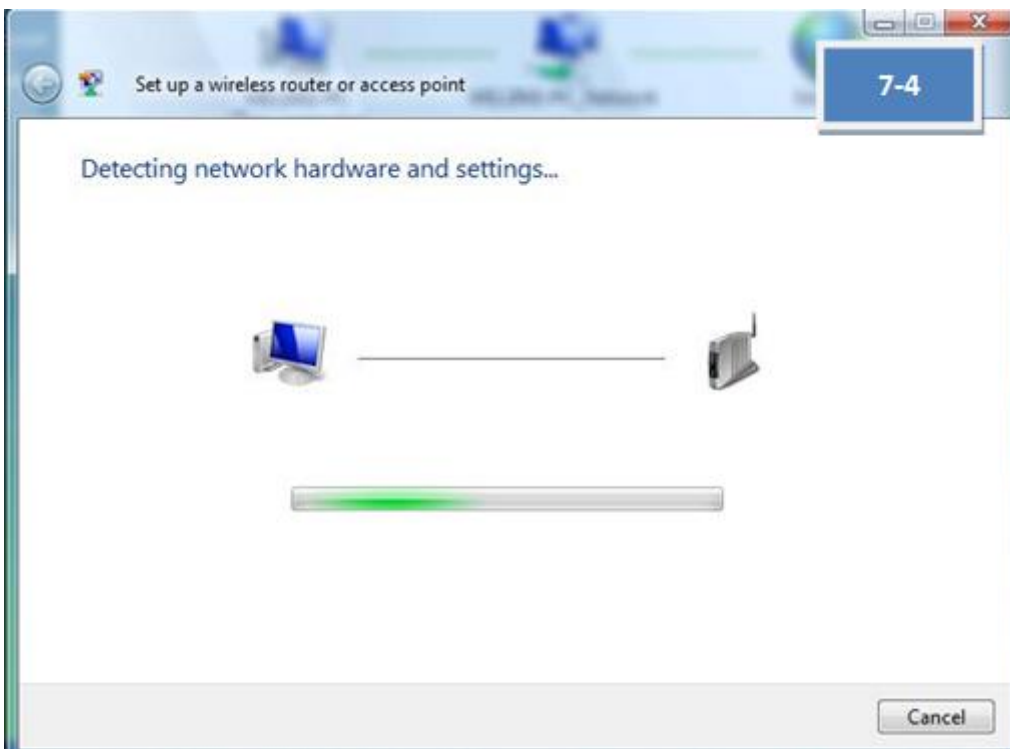 Set up a wireless router or access point
7-4
Detecting network hardware and settings...
Cancel